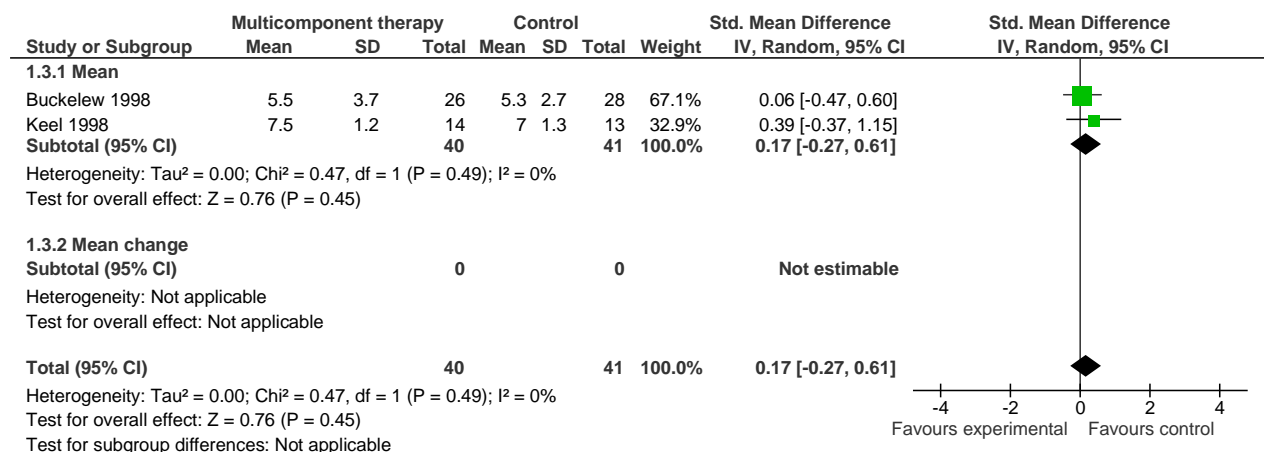 Multicomponent therapy Control Std. Mean Difference Std. Mean Difference
Study or Subgroup Mean SD Total Mean SD Total Weight IV, Random, 95% CI IV, Random, 95% CI
1.3.1 Mean
Buckelew 1998 5.5 3.7 26 5.3 2.7 28 67.1% 0.06 [-0.47, 0.60]
Keel 1998 7.5 1.2 14 7 1.3 13 32.9% 0.39 [-0.37, 1.15]
Subtotal (95% CI) 40 41 100.0% 0.17 [-0.27, 0.61]
Heterogeneity: Tau² = 0.00; Chi² = 0.47, df = 1 (P = 0.49); I² = 0%
Test for overall effect: Z = 0.76 (P = 0.45)
1.3.2 Mean change
Subtotal (95% CI) 0 0 Not estimable
Heterogeneity: Not applicable
Test for overall effect: Not applicable
Total (95% CI) 40 41 100.0% 0.17 [-0.27, 0.61]
Heterogeneity: Tau² = 0.00; Chi² = 0.47, df = 1 (P = 0.49); I² = 0%
Test for overall effect: Z = 0.76 (P = 0.45)
Test for subgroup differences: Not applicable
-4 -2 0 2 4
Favours experimental Favours control